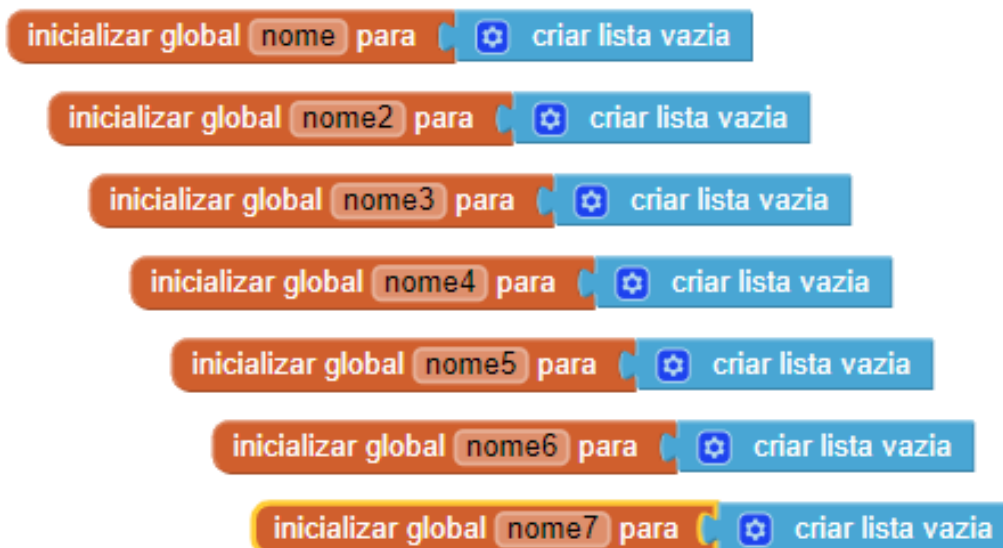 inicializar global nome para criar lista vazia
inicializar global nome2 para criar lista vazia
inicializar global nome3 para criar lista vazia
inicializar global nome4 para criar lista vazia
inicializar global nome5 para criar lista vazia
inicializar global nome6 para criar lista vazia
inicializar global nome7 para criar lista vazia